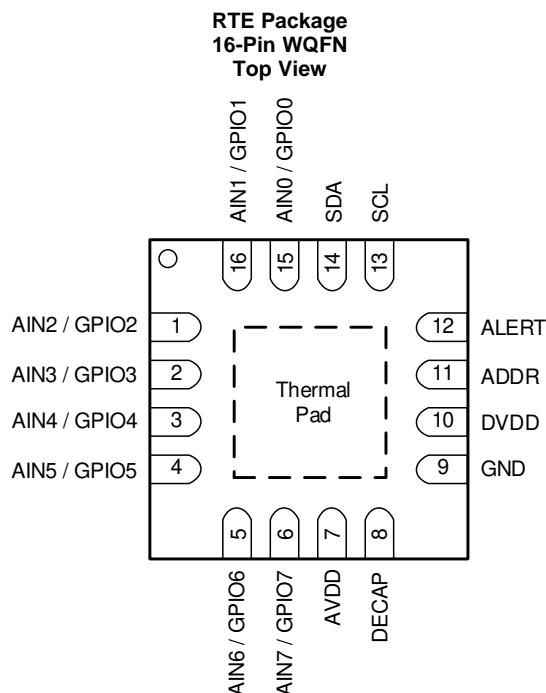 RTE Package
16-Pin WQFN
Top View
AIN1 / GPIO1
AIN0 / GPIO0
SDA
SCL
16
15
14
13
AIN2 / GPIO2
1
12
ALERT
AIN3 / GPIO3
2
11
ADDR
Thermal
Pad
AIN4 / GPIO4
3
10
DVDD
AIN5 / GPIO5
4
9
GND
5
6
7
8
AIN6 / GPIO6
AIN7 / GPIO7
AVDD
DECAP